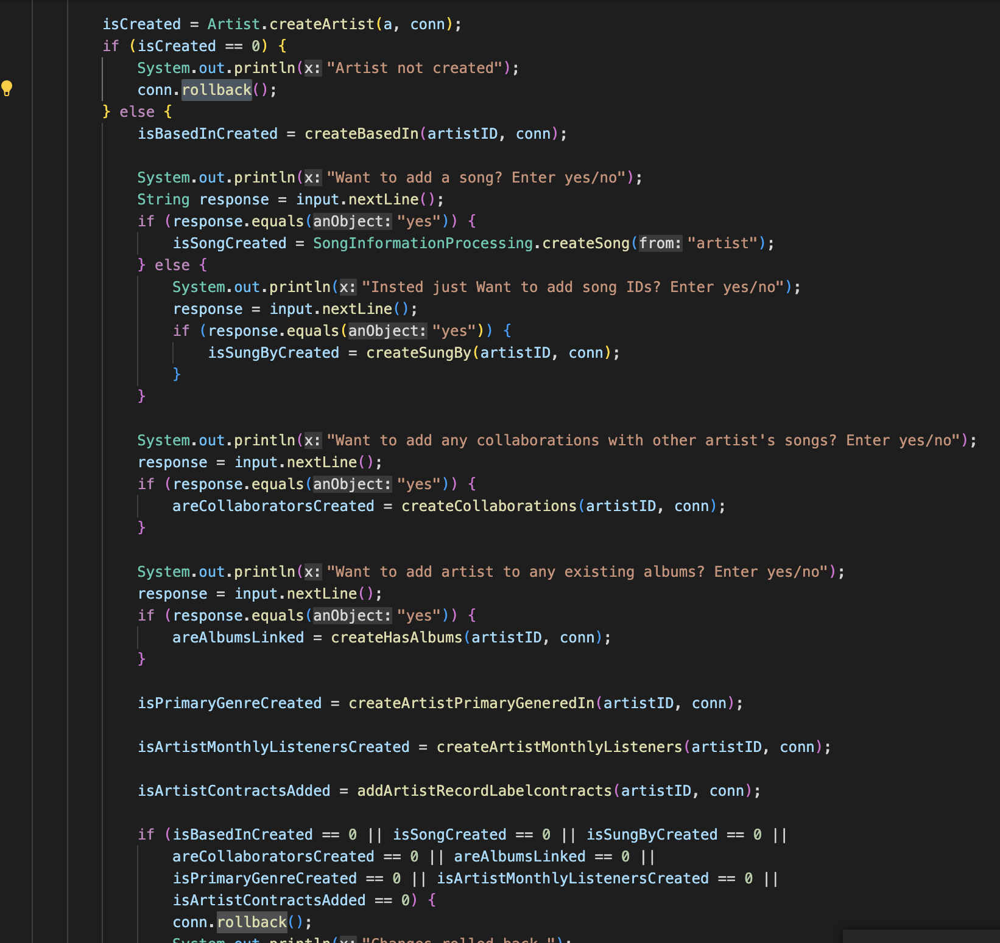 isCreated = Artist.createArtist(a, conn);
if (isCreated == 0) {
System.out.println(x: "Artist not created");
conn.rollback();
} else {
isBasedInCreated = createBasedIn(artistID, conn);
System.out.println(x: "Want to add a song? Enter yes/no");
String response = input.nextLine();
if (response.equals(anObject: "yes")) {
isSongCreated = SongInformationProcessing.createSong(from: "artist");
} else {
System.out.println(x: "Insted just Want to add song IDs? Enter yes/no");
response = input.nextLine();
if (response.equals(anObject: "yes")) {
isSungByCreated = createSungBy(artistID, conn);
}
}
System.out.println(x: "Want to add any collaborations with other artist's songs? Enter yes/no");
response = input.nextLine();
if (response.equals(anObject: "yes")) {
areCollaboratorsCreated = createCollaborations(artistID, conn);
}
System.out.println(x: "Want to add artist to any existing albums? Enter yes/no");
response = input.nextLine();
if (response.equals(anObject: "yes")) {
areAlbumsLinked = createHasAlbums(artistID, conn);
}
isPrimaryGenreCreated = createArtistPrimaryGeneredIn(artistID, conn);
isArtistMonthlyListenersCreated = createArtistMonthlyListeners(artistID, conn);
isArtistContractsAdded = addArtistRecordLabelcontracts(artistID, conn);
if (isBasedInCreated == 0 || isSongCreated == 0 || isSungByCreated == 0 ||
areCollaboratorsCreated == 0 || areAlbumsLinked == 0 ||
isPrimaryGenreCreated == 0 || isArtistMonthlyListenersCreated == 0 ||
isArtistContractsAdded == 0) {
conn.rollback();
System.out.println(x: "Changes rolled back.");